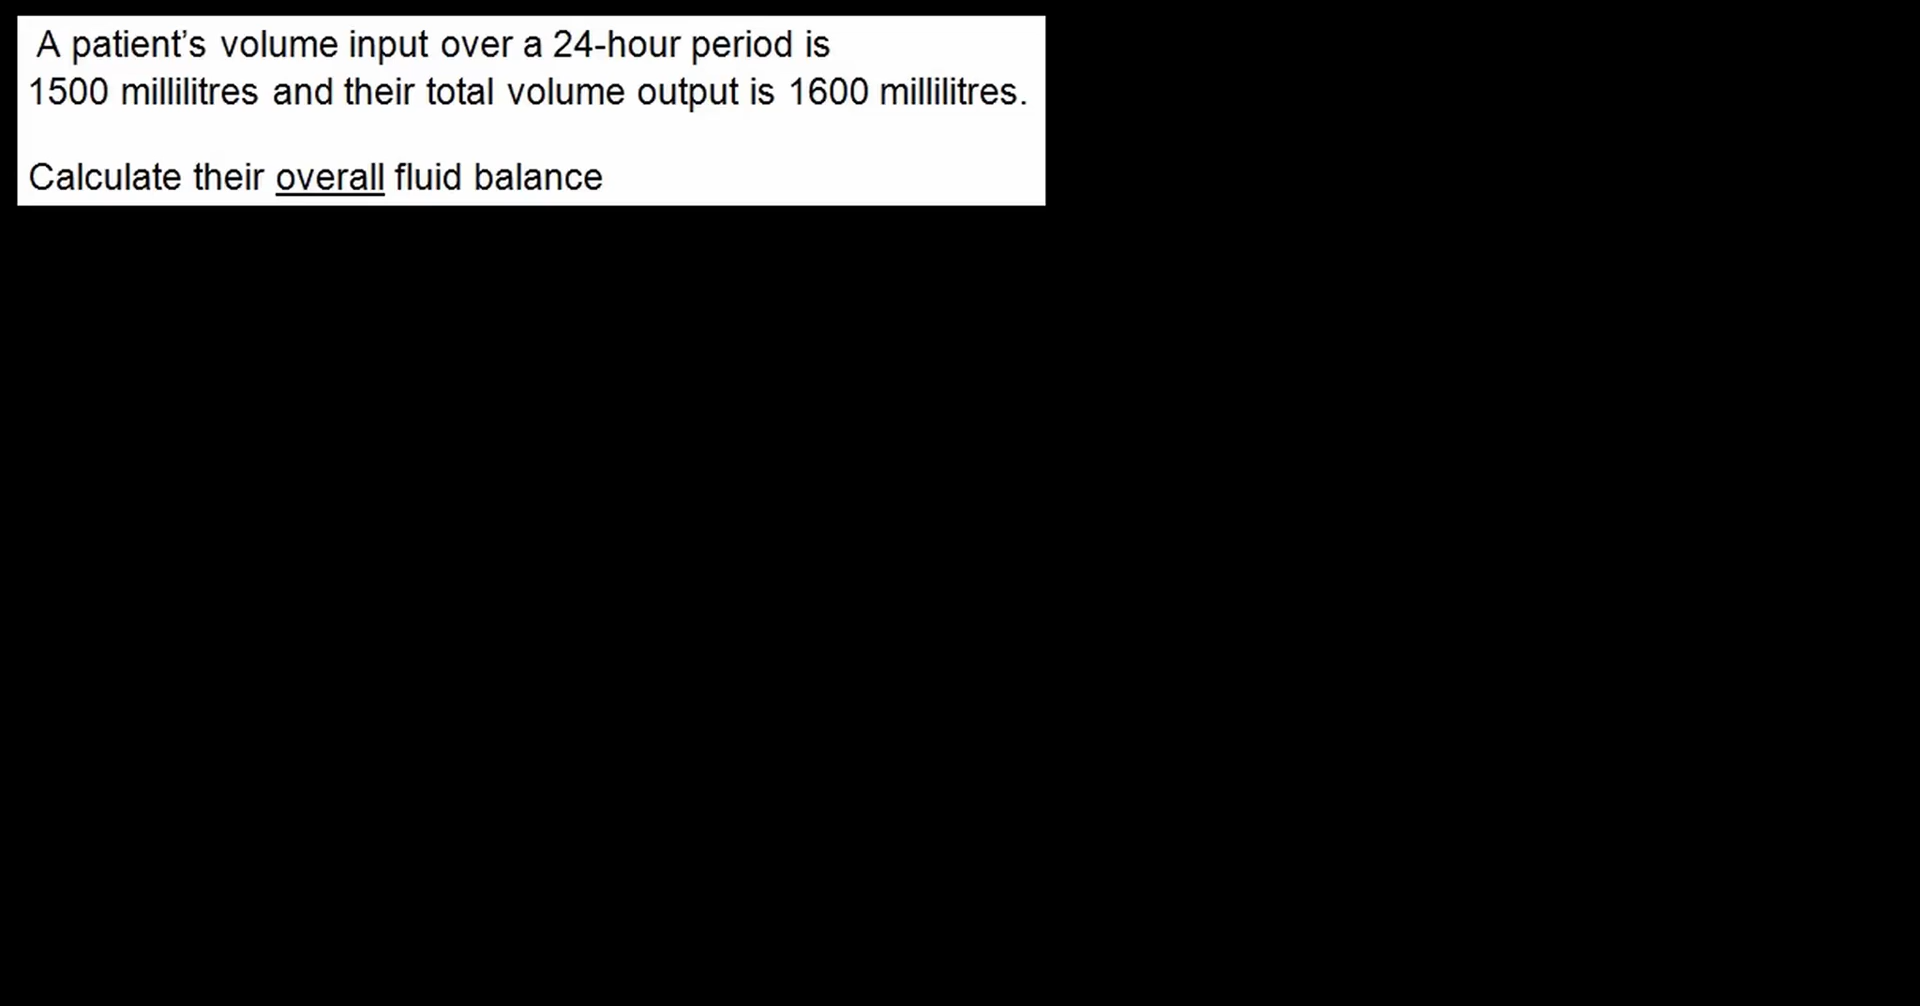 A patient’s volume input over a 24-hour period is
1500 millilitres and their total volume output is 1600 millilitres.
Calculate their overall fluid balance